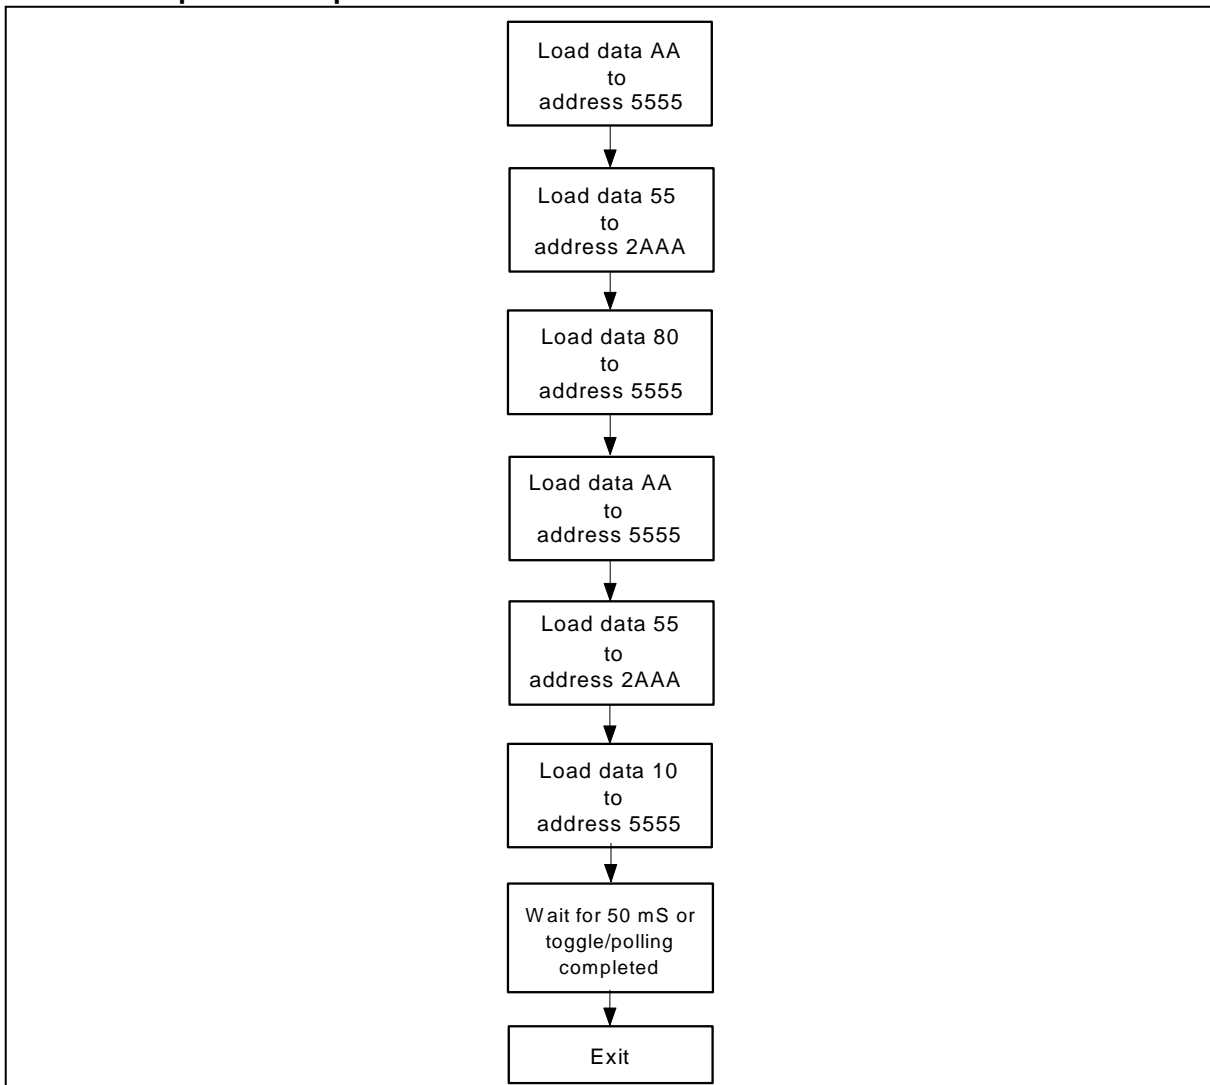 Load data AA
to
address 5555
Load data 55
to
address 2AAA
Load data 80
to
address 5555
Load data AA
to
address 5555
Load data 55
to
address 2AAA
Load data 10
to
address 5555
Wait for 50 mS or
toggle/polling
completed
Exit